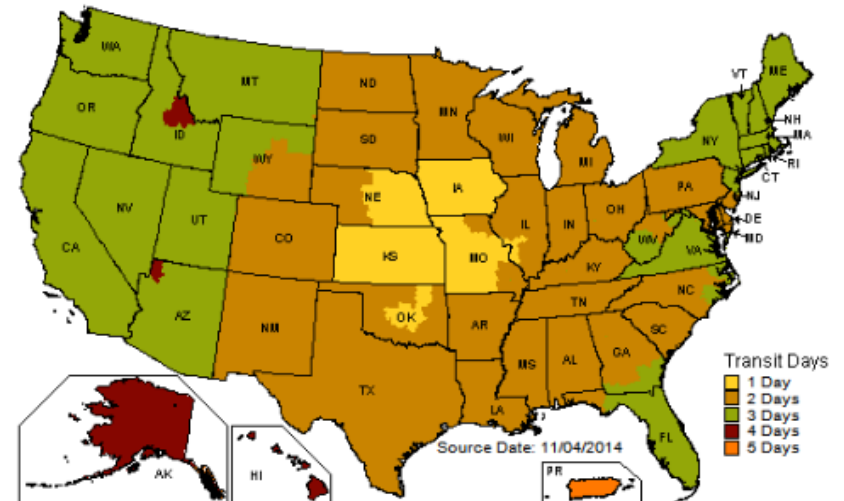 WA
MT
ND
MN
OR
ID
SD
WI
MI
VT
ME
NH
MA
NY
RI
CT
WY
NE
IA
PA
NJ
NV
UT
CO
IL
IN
OH
DE
MD
CA
KS
MO
WV
VA
KY
AZ
NM
OK
AR
TN
NC
SC
TX
MS
AL
GA
LA
FL
Transit Days
1 Day
2 Days
3 Days
4 Days
5 Days
Source Date: 11/04/2014
AK
HI
PR